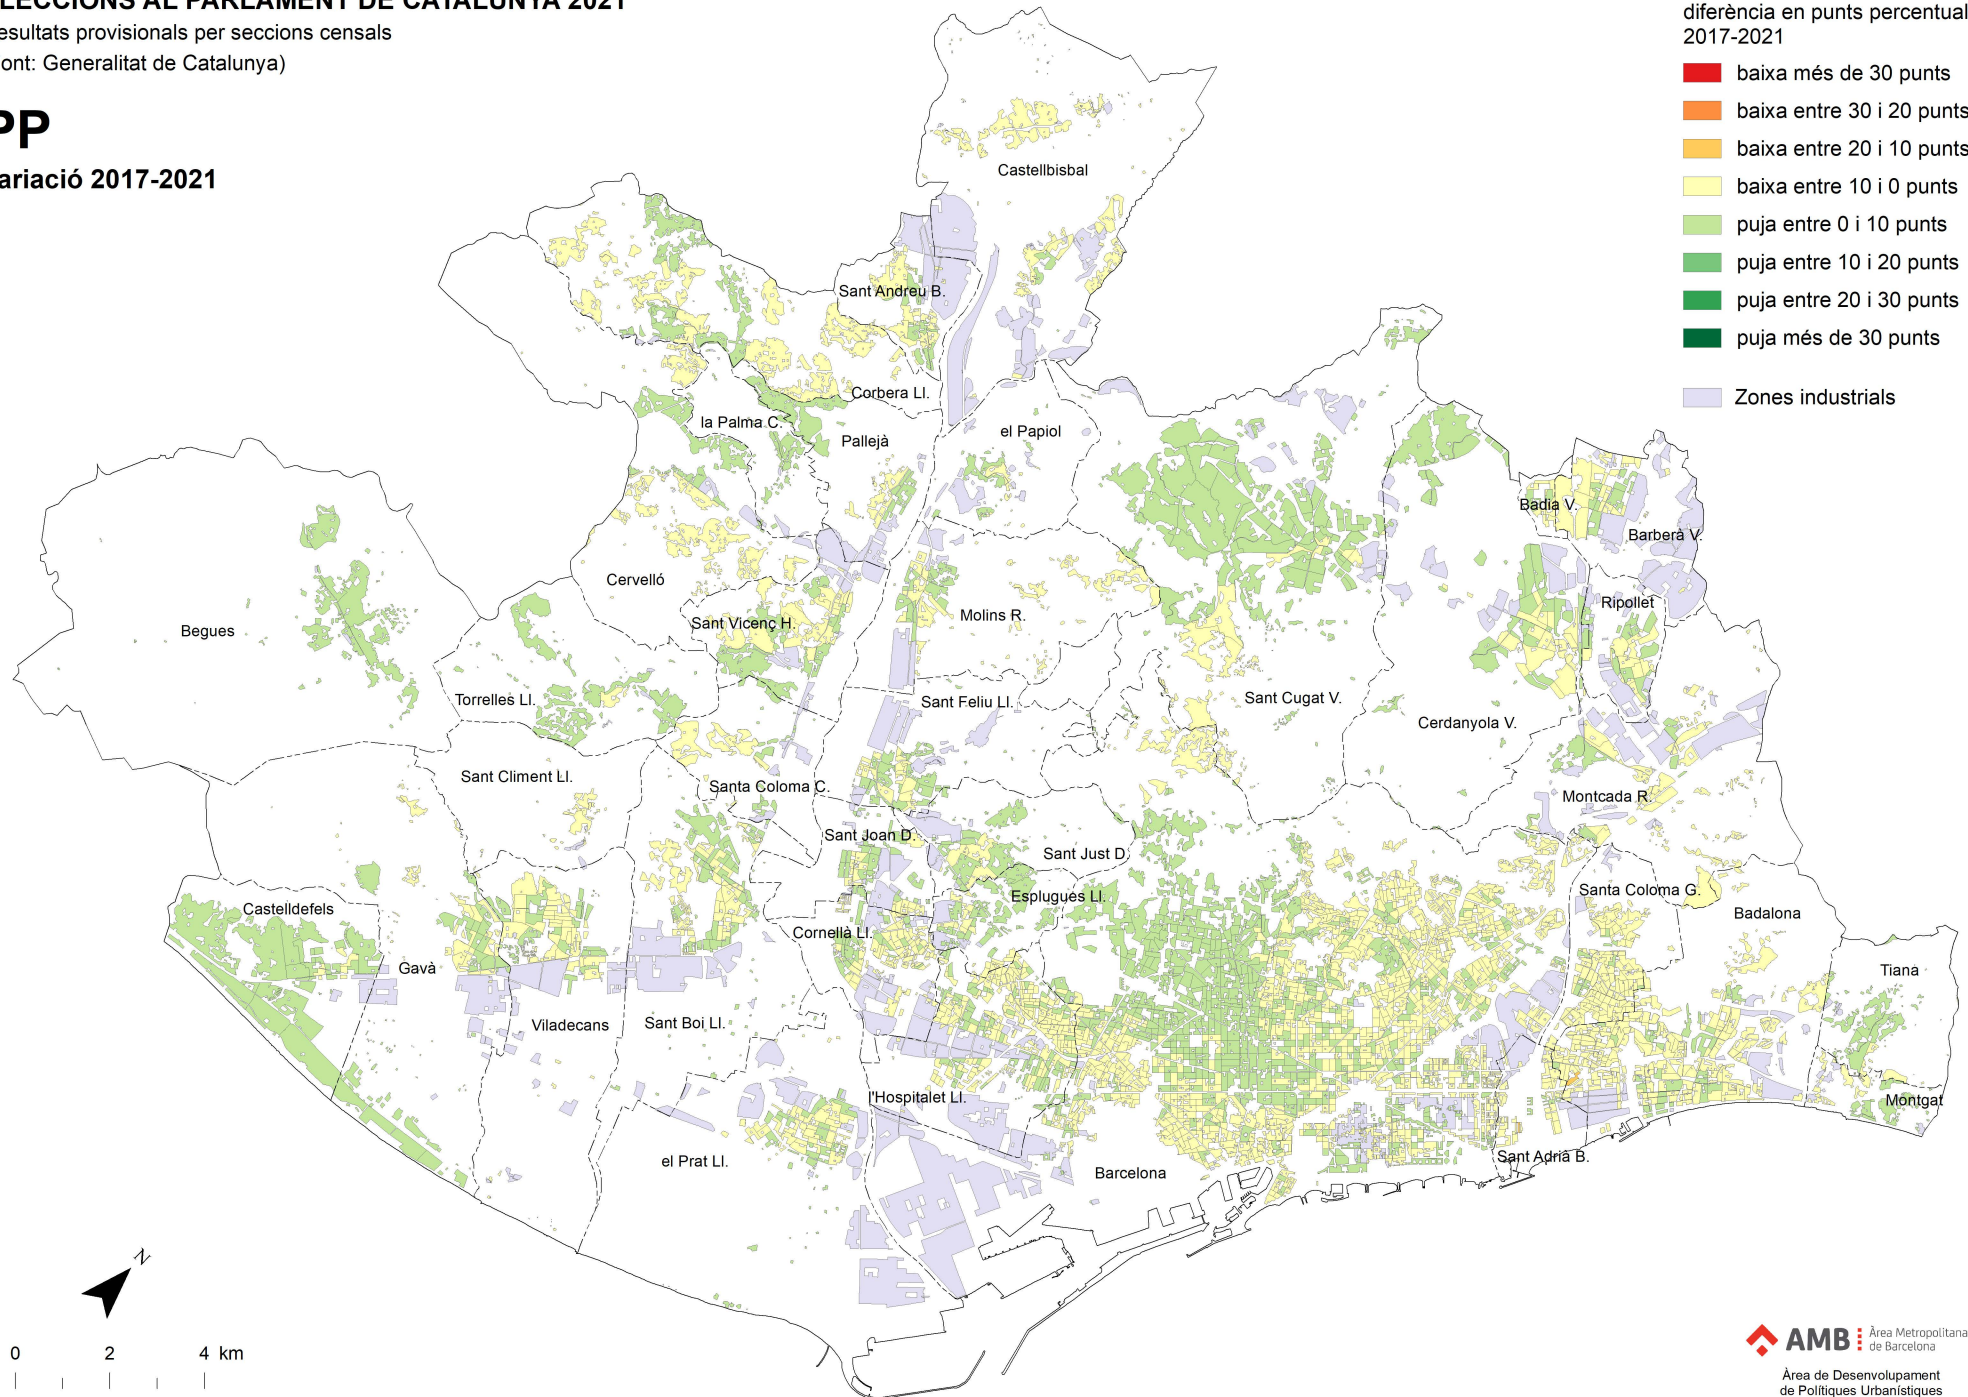 LECCIONS AL PARLAMENT DE CATALUNYA 2021
esultats provisionals per seccions censals
ont: Generalitat de Catalunya)
PP
ariació 2017-2021
diferència en punts percentual
2017-2021
baixa més de 30 punts
baixa entre 30 i 20 punts
baixa entre 20 i 10 punts
baixa entre 10 i 0 punts
puja entre 0 i 10 punts
puja entre 10 i 20 punts
puja entre 20 i 30 punts
puja més de 30 punts
Zones industrials
Castellbisbal
Sant Andreu B.
Corbera Ll.
la Palma C.
Pallejà
el Papiol
Badia V.
Barberà V.
Cervelló
Begues
Sant Vicenç H.
Molins R.
Ripollet
Torrelles Ll.
Sant Feliu Ll.
Sant Cugat V.
Cerdanyola V.
Sant Climent Ll.
Santa Coloma C.
Montcada R.
Sant Joan D.
Sant Just D.
Esplugues Ll.
Santa Coloma G.
Castelldefels
Badalona
Cornellà Ll.
Gavà
Tiana
Viladecans
Sant Boi Ll.
l'Hospitalet Ll.
Montgat
el Prat Ll.
Barcelona
Sant Adrià B.
N
0 2 4 km
AMB
Àrea Metropolitana
de Barcelona
Àrea de Desenvolupament
de Polítiques Urbanístiques